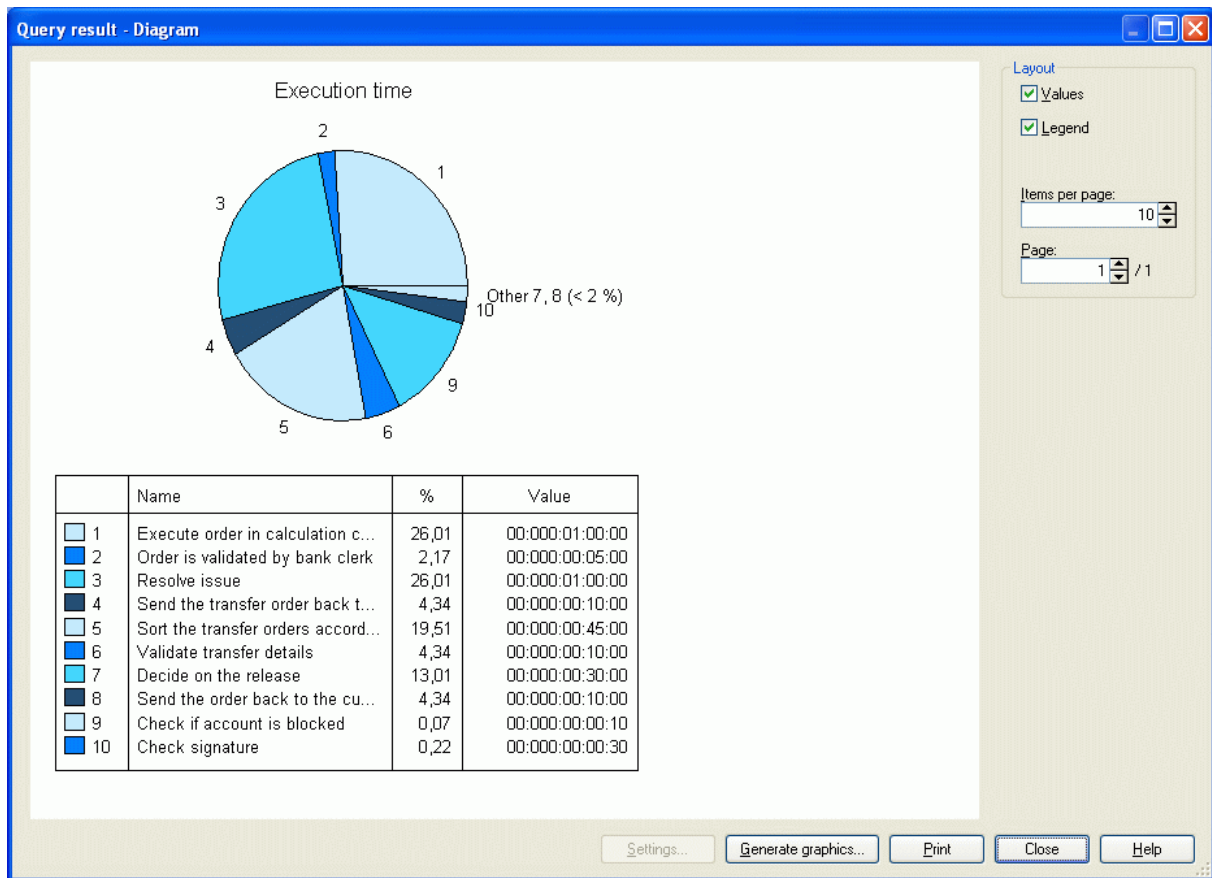 Query result - Diagram
Execution time
2
1
3
Other 7, 8 (< 2 %)
10
4
9
5
6
Name % Value
1 Execute order in calculation c... 26,01 00:000:01:00:00
2 Order is validated by bank clerk 2,17 00:000:00:05:00
3 Resolve issue 26,01 00:000:01:00:00
4 Send the transfer order back t... 4,34 00:000:00:10:00
5 Sort the transfer orders accord... 19,51 00:000:00:45:00
6 Validate transfer details 4,34 00:000:00:10:00
7 Decide on the release 13,01 00:000:00:30:00
8 Send the order back to the cu... 4,34 00:000:00:10:00
9 Check if account is blocked 0,07 00:000:00:00:10
10 Check signature 0,22 00:000:00:00:30
Layout
Values
Legend
Items per page:
10
Page:
1 / 1
Settings... Generate graphics... Print Close Help